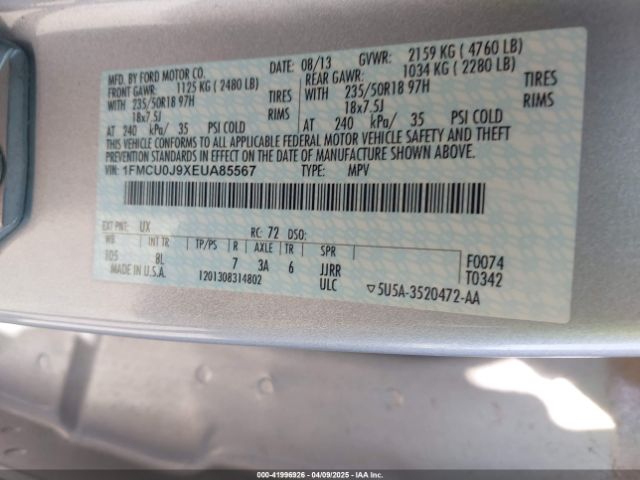 MFD. BY FORD MOTOR CO.
DATE: 08/13 GVWR: 2159 KG ( 4760 LB)
FRONT GAWR: 1125 KG ( 2480 LB)
REAR GAWR: 1034 KG ( 2280 LB)
WITH 235/50R18 97H TIRES
WITH 235/50R18 97H TIRES
18x7.5J RIMS
18x7.5J RIMS
AT 240 kPa/ 35 PSI COLD
AT 240 kPa/ 35 PSI COLD
THIS VEHICLE CONFORMS TO ALL APPLICABLE FEDERAL MOTOR VEHICLE SAFETY AND THEFT
PREVENTION STANDARDS IN EFFECT ON THE DATE OF MANUFACTURE SHOWN ABOVE.
VIN: 1FMCU0J9XEUA85567 TYPE: MPV
EXT PNT: UX RC: 72 DSO:
WB INT TR TP/PS R AXLE TR SPR
105 8L 7 3A 6 JJRR F0074
MADE IN U.S.A. 1201308314802 ULC T0342
▽5U5A-3520472-AA
000-41996926 - 04/09/2025 - IAA, Inc.